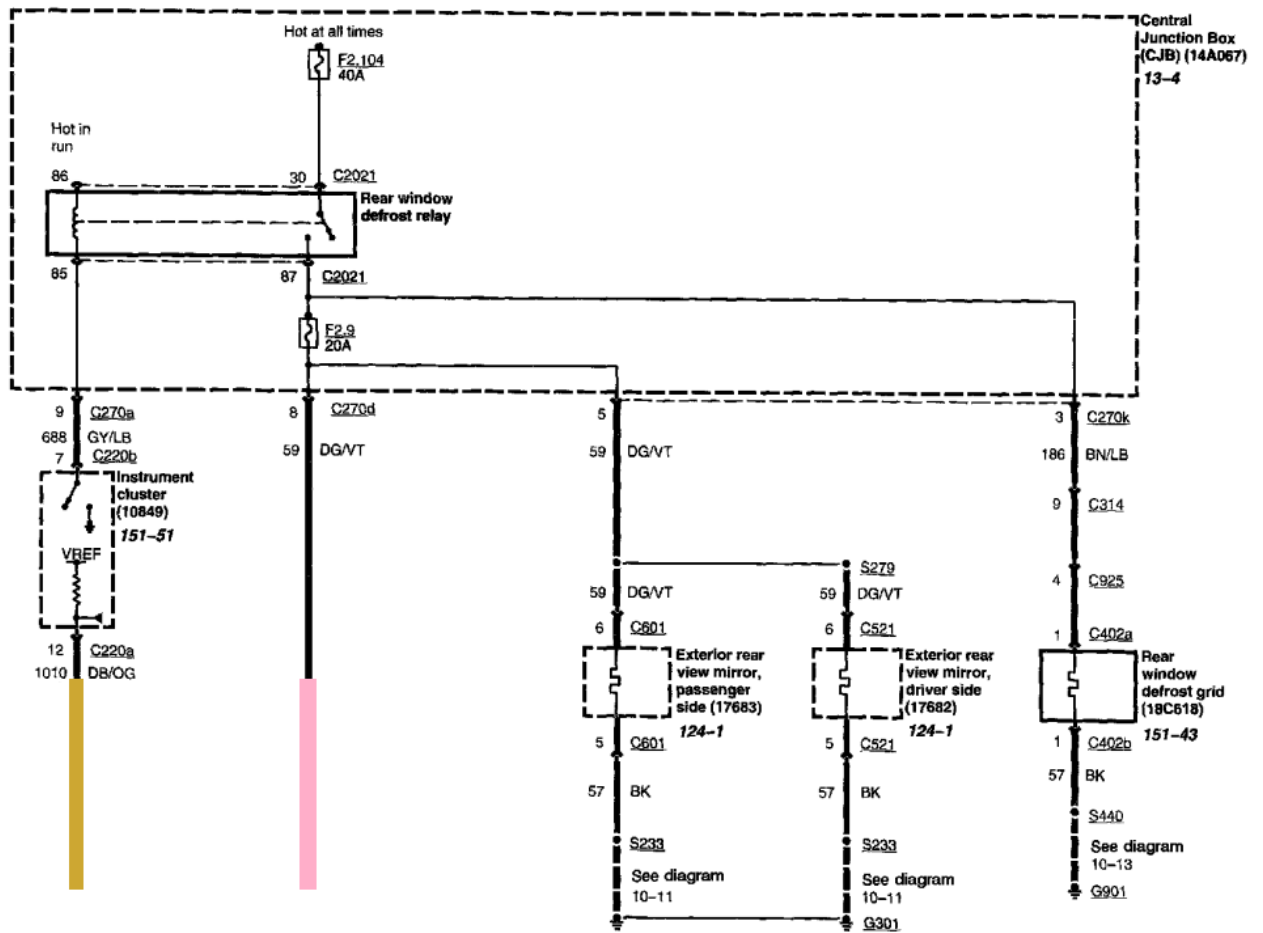 Hot at all times
F2.104
40A
Central
Junction Box
(CJB) (14A067)
13–4
Hot in
run
86
30
C2021
Rear window
defrost relay
85
87
C2021
F2.9
20A
9
C270a
8
C270d
5
3
C270k
688
GY/LB
59
DG/VT
59
DG/VT
186
BN/LB
7
C220b
Instrument
cluster
(10849)
151–51
VREF
9
C314
S279
4
C925
59
DG/VT
59
DG/VT
6
C601
6
C521
1
C402a
12
C220a
1010
DB/OG
Exterior rear
view mirror,
passenger
side (17683)
124–1
Exterior rear
view mirror,
driver side
(17682)
124–1
Rear
window
defrost grid
(18C618)
151–43
5
C601
5
C521
1
C402b
57
BK
57
BK
57
BK
S440
S233
S233
See diagram
10–13
See diagram
10–11
See diagram
10–11
G901
G301